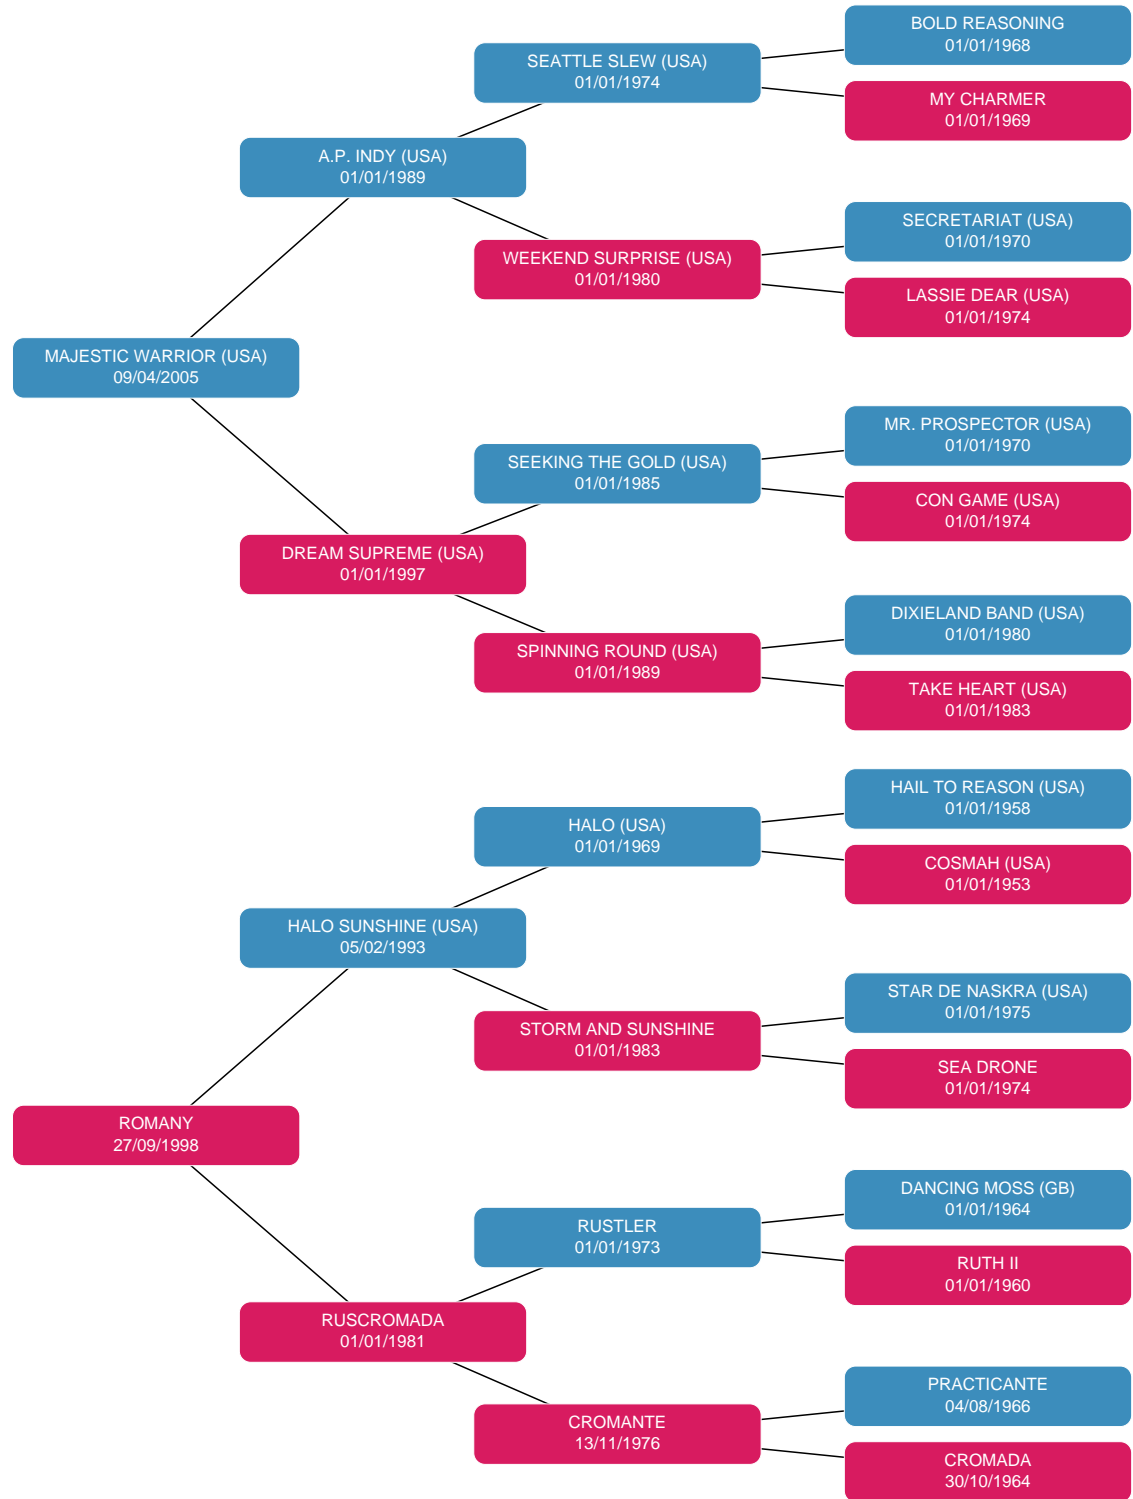 BOLD REASONING
01/01/1968
SEATTLE SLEW (USA)
01/01/1974
MY CHARMER
01/01/1969
A.P. INDY (USA)
01/01/1989
SECRETARIAT (USA)
01/01/1970
WEEKEND SURPRISE (USA)
01/01/1980
LASSIE DEAR (USA)
01/01/1974
MAJESTIC WARRIOR (USA)
09/04/2005
MR. PROSPECTOR (USA)
01/01/1970
SEEKING THE GOLD (USA)
01/01/1985
CON GAME (USA)
01/01/1974
DREAM SUPREME (USA)
01/01/1997
DIXIELAND BAND (USA)
01/01/1980
SPINNING ROUND (USA)
01/01/1989
TAKE HEART (USA)
01/01/1983
HAIL TO REASON (USA)
01/01/1958
HALO (USA)
01/01/1969
COSMAH (USA)
01/01/1953
HALO SUNSHINE (USA)
05/02/1993
STAR DE NASKRA (USA)
01/01/1975
STORM AND SUNSHINE
01/01/1983
SEA DRONE
01/01/1974
ROMANY
27/09/1998
DANCING MOSS (GB)
01/01/1964
RUSTLER
01/01/1973
RUTH II
01/01/1960
RUSCROMADA
01/01/1981
PRACTICANTE
04/08/1966
CROMANTE
13/11/1976
CROMADA
30/10/1964